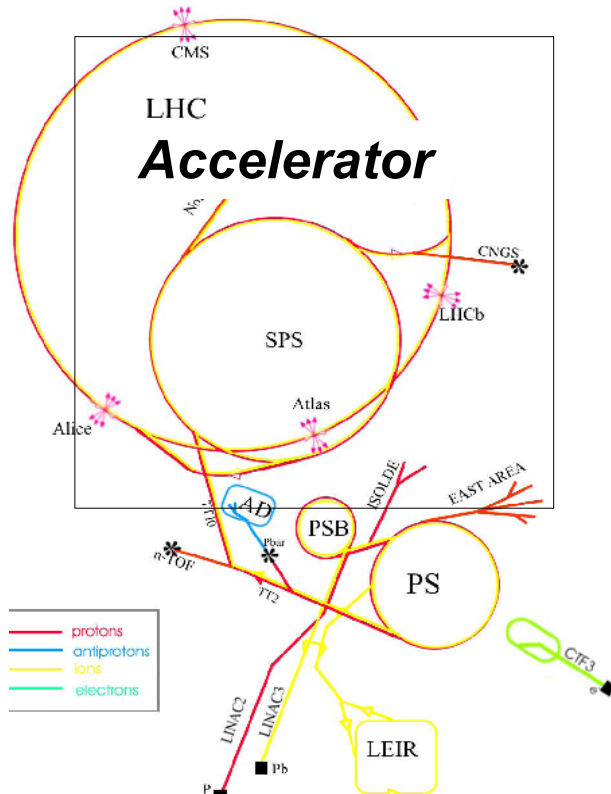 CMS
LHC
Accelerator
No
CNGS
LHCb
SPS
Atlas
Alice
ISOLDE
EAST AREA
TT10
AD
PSB
Pbar
n-TOF
PS
TT2
protons
antiprotons
ions
electrons
CTF3
e
LINAC2
LINAC3
LEIR
Pb
P